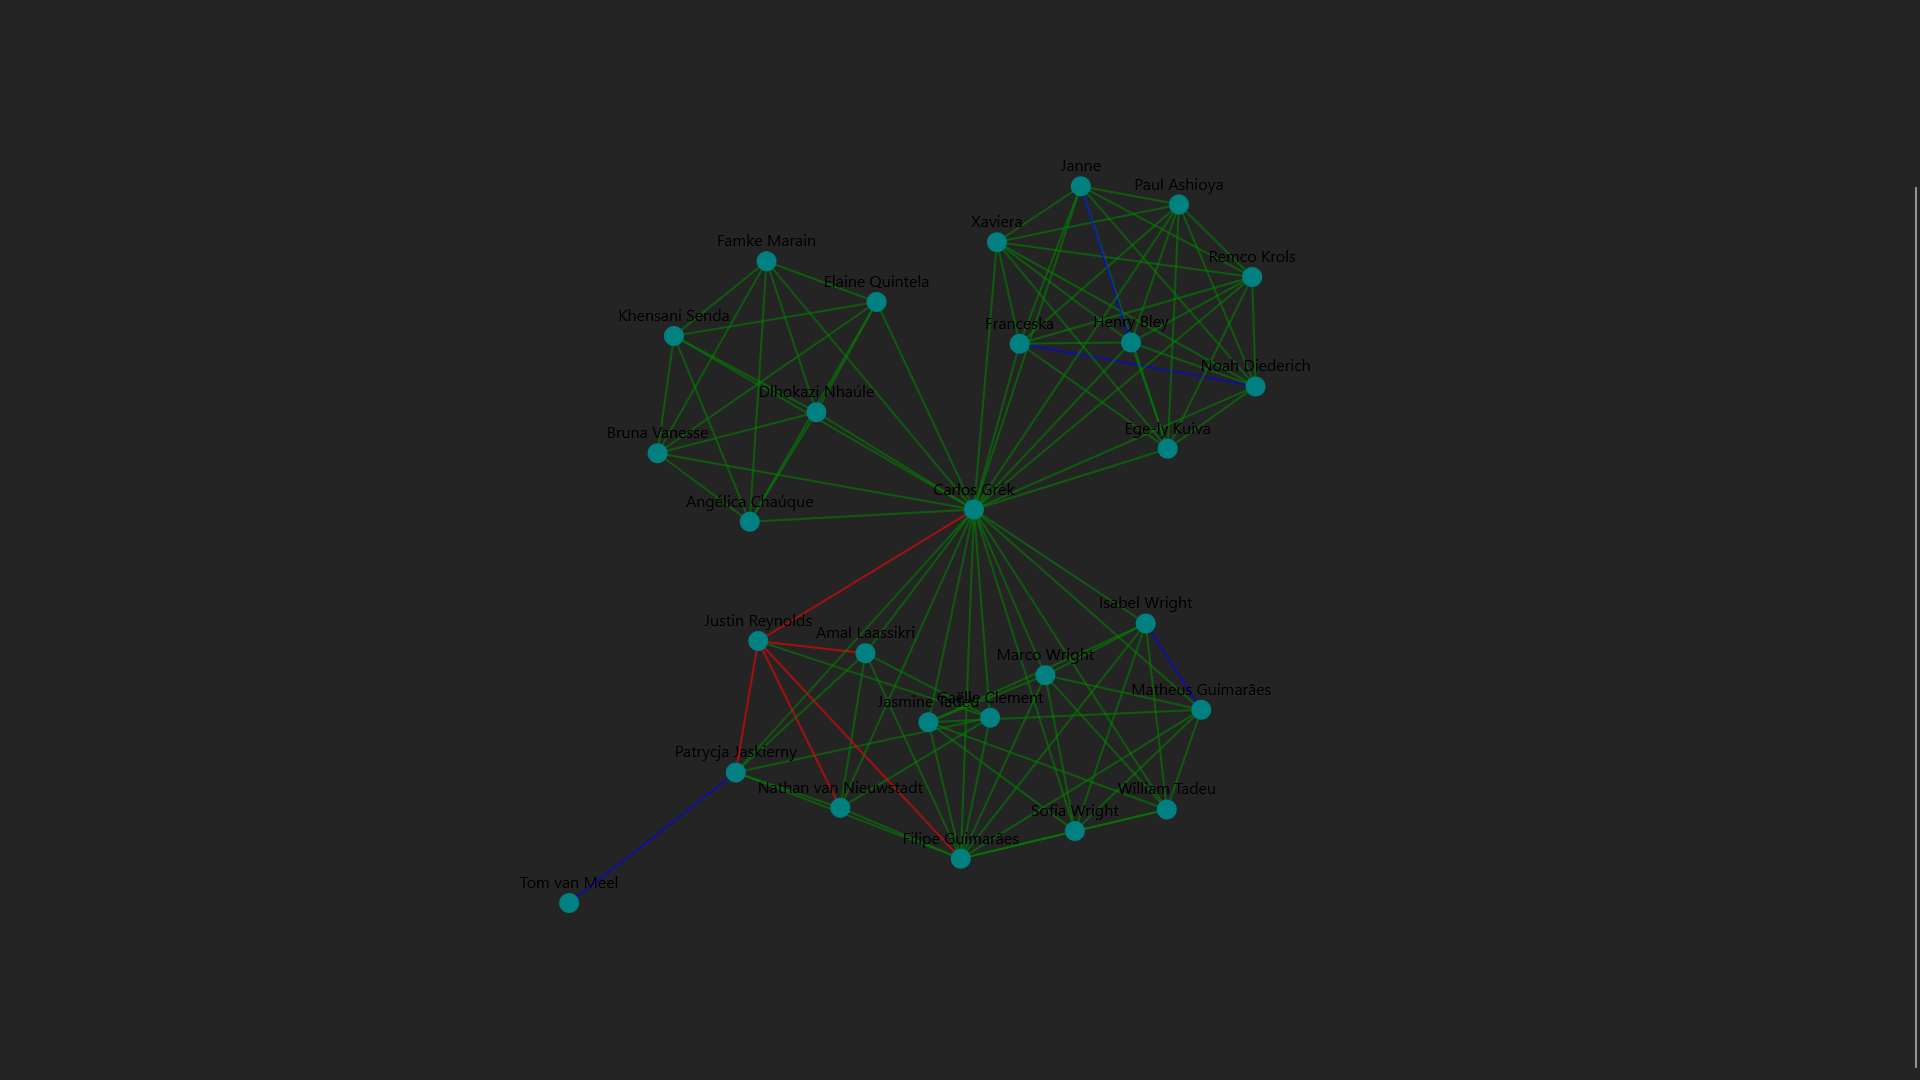 Janne
Paul Ashioya
Xaviera
Famke Marain
Remco Krols
Elaine Quintela
Khensani Senda
Franceska
Henry Bley
Noah Diederich
Dlhokazi Nhaúle
Bruna Vanesse
Ege-ly Kuiva
Carlos Grék
Angélica Chaúque
Isabel Wright
Justin Reynolds
Amal Laassikri
Marco Wright
Matheus Guimarães
Gaëlle Clement
Jasmine Tadeu
Patrycja Jaskierny
Nathan van Nieuwstadt
William Tadeu
Sofia Wright
Filipe Guimarães
Tom van Meel